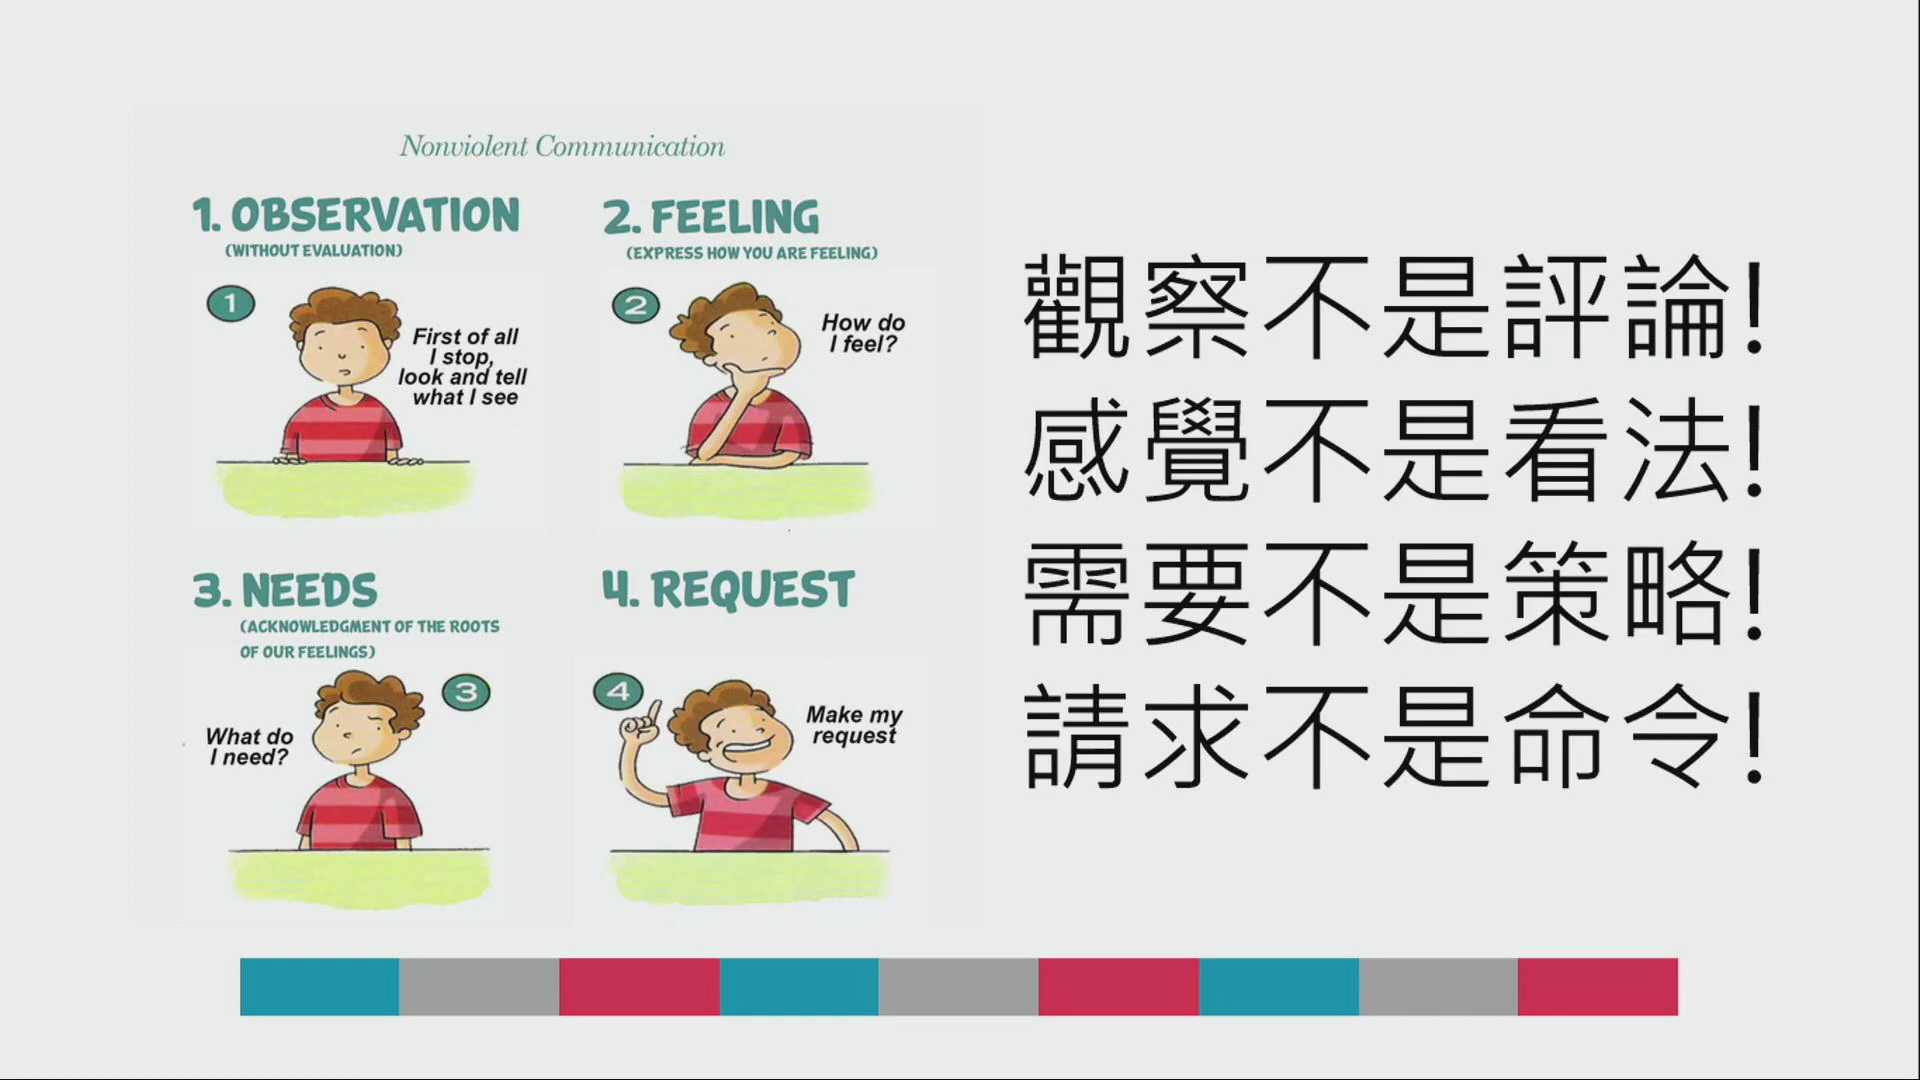 Nonviolent Communication
1. OBSERVATION
(WITHOUT EVALUATION)
1
First of all
I stop,
look and tell
what I see
2. FEELING
(EXPRESS HOW YOU ARE FEELING)
2
How do
I feel?
3. NEEDS
(ACKNOWLEDGMENT OF THE ROOTS
OF OUR FEELINGS)
3
What do
I need?
4. REQUEST
4
Make my
request
觀察不是評論!
感覺不是看法!
需要不是策略!
請求不是命令!